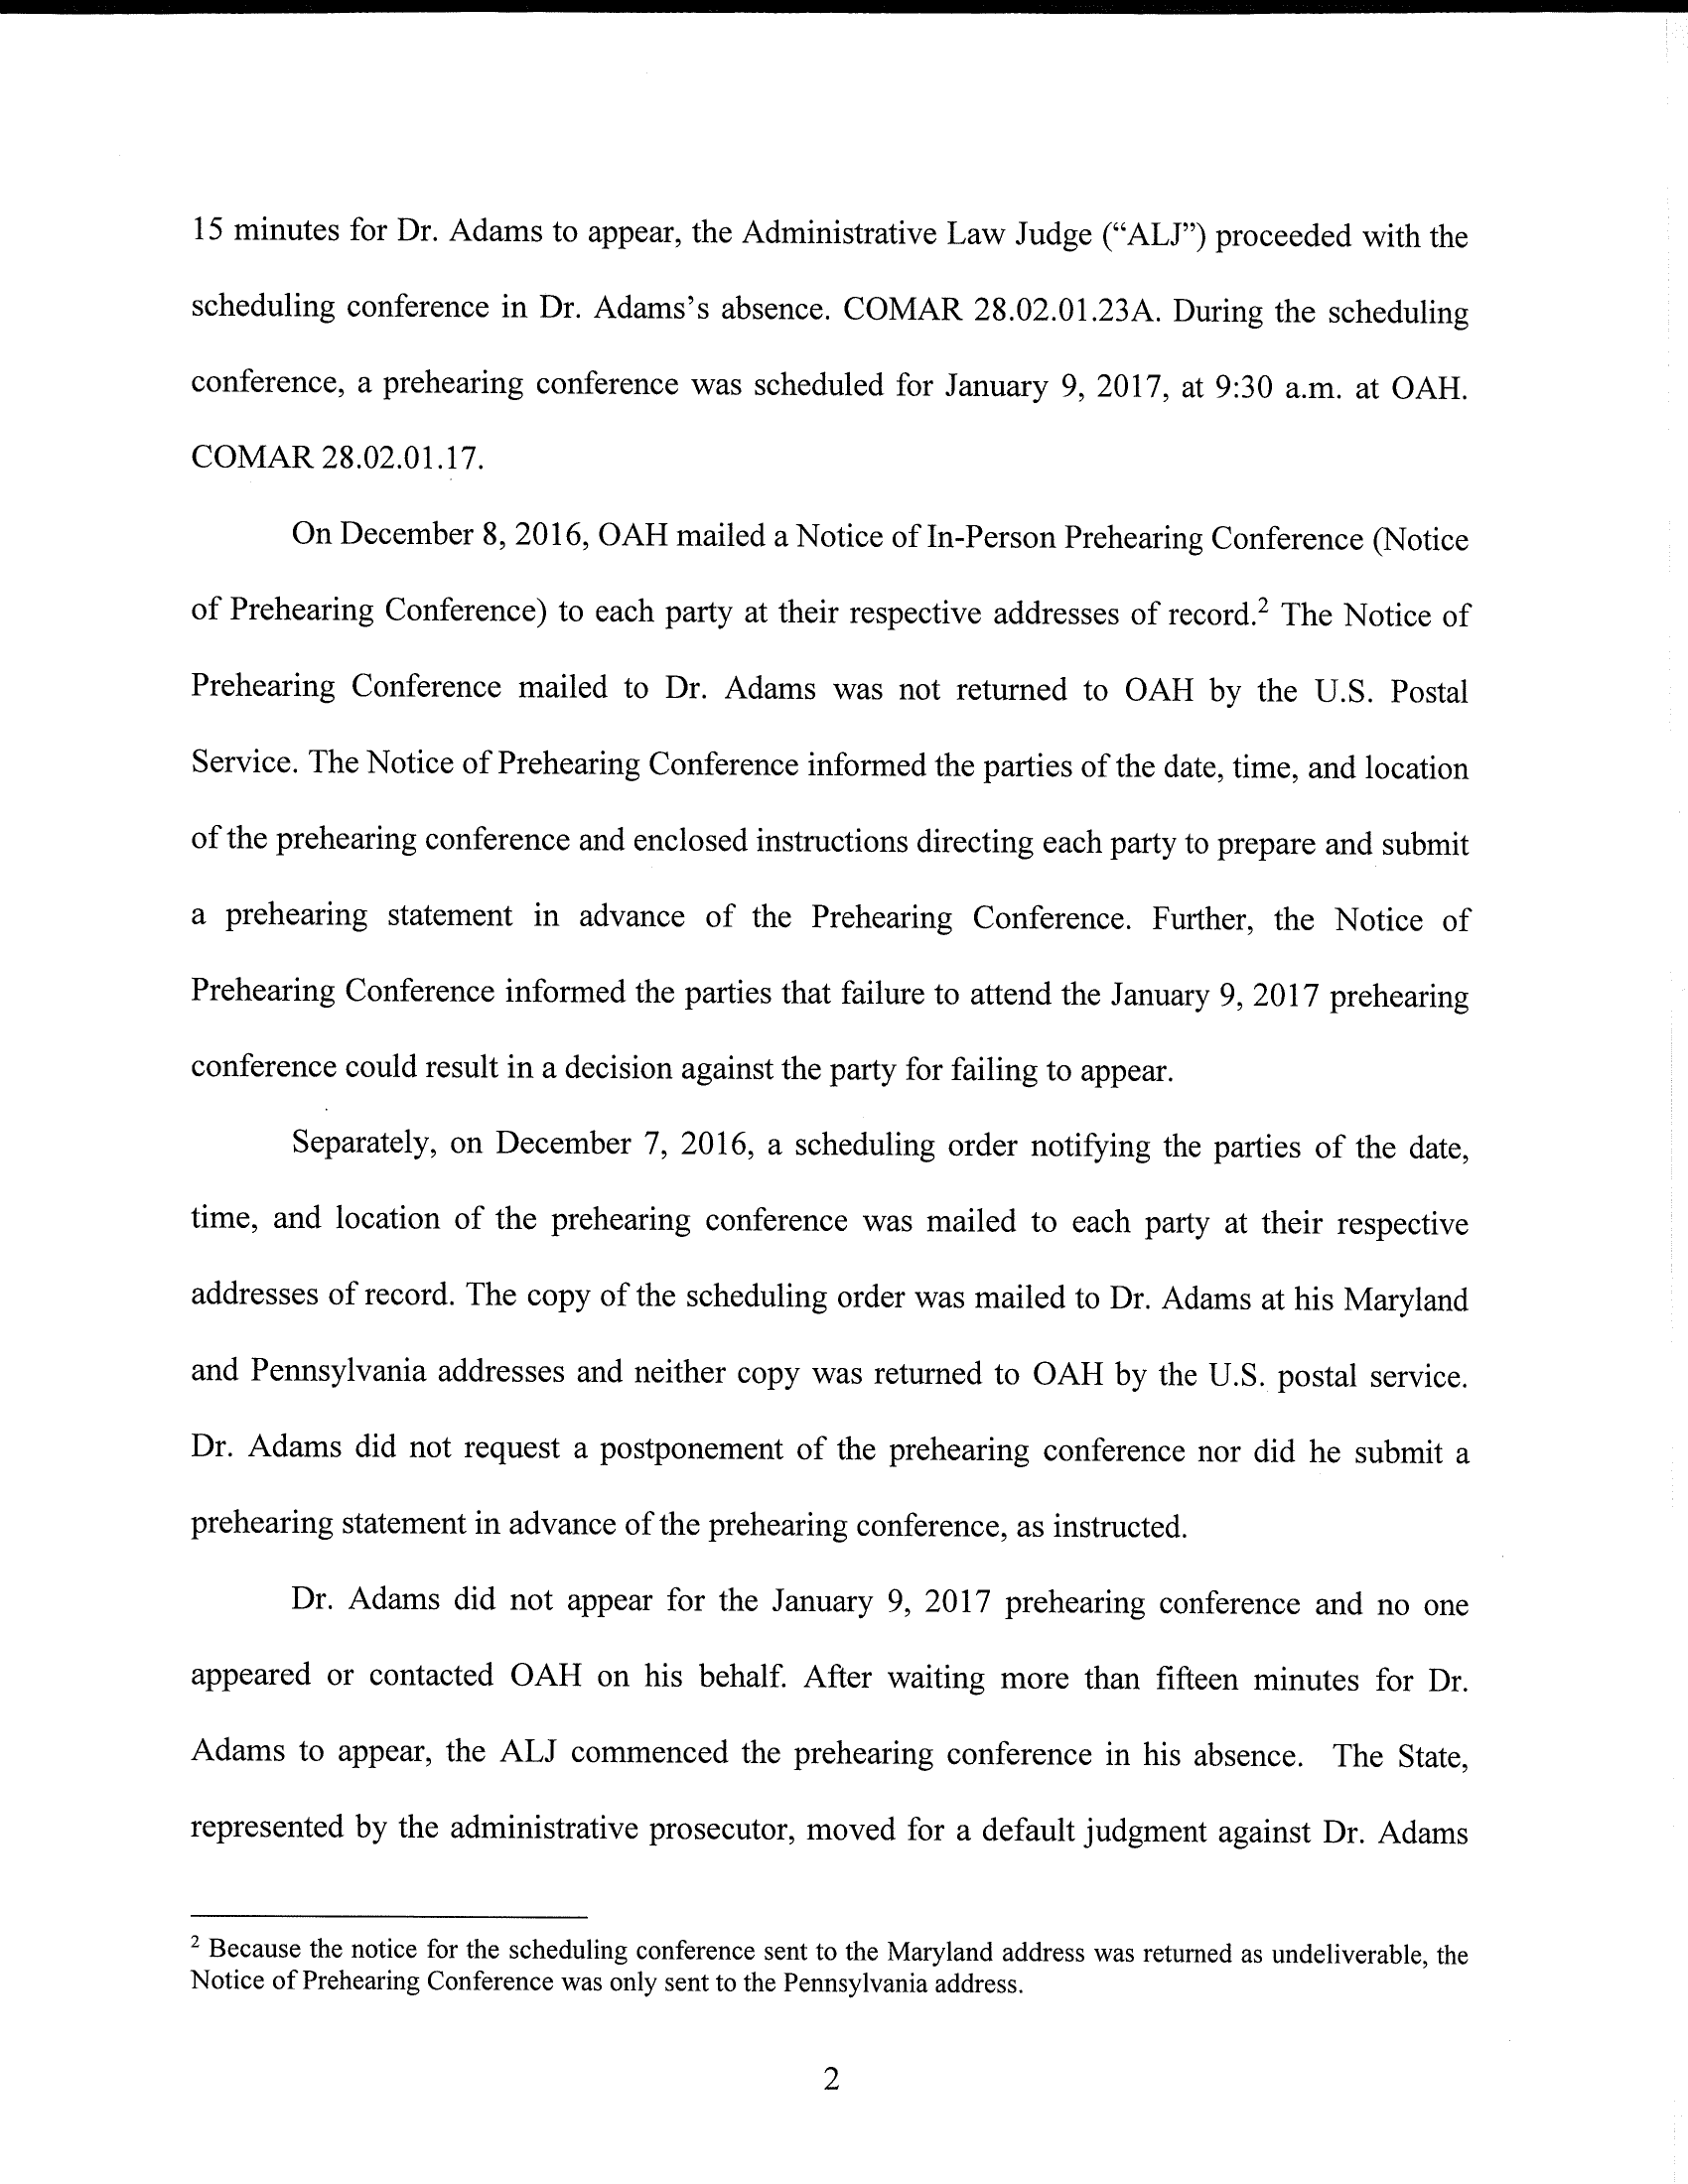 15 minutes for Dr. Adams to appear, the Administrative Law Judge (“ALJ”) proceeded with the
scheduling conference in Dr. Adams’s absence. COMAR 28.02.01.23A. During the scheduling
conference, a prehearing conference was scheduled for January 9, 2017, at 9:30 a.m. at OAH.
COMAR 28.02.01.17.
On December 8, 2016, OAH mailed a Notice of In-Person Prehearing Conference (Notice
of Prehearing Conference) to each party at their respective addresses of record.² The Notice of
Prehearing Conference mailed to Dr. Adams was not returned to OAH by the U.S. Postal
Service. The Notice of Prehearing Conference informed the parties of the date, time, and location
of the prehearing conference and enclosed instructions directing each party to prepare and submit
a prehearing statement in advance of the Prehearing Conference. Further, the Notice of
Prehearing Conference informed the parties that failure to attend the January 9, 2017 prehearing
conference could result in a decision against the party for failing to appear.
Separately, on December 7, 2016, a scheduling order notifying the parties of the date,
time, and location of the prehearing conference was mailed to each party at their respective
addresses of record. The copy of the scheduling order was mailed to Dr. Adams at his Maryland
and Pennsylvania addresses and neither copy was returned to OAH by the U.S. postal service.
Dr. Adams did not request a postponement of the prehearing conference nor did he submit a
prehearing statement in advance of the prehearing conference, as instructed.
Dr. Adams did not appear for the January 9, 2017 prehearing conference and no one
appeared or contacted OAH on his behalf. After waiting more than fifteen minutes for Dr.
Adams to appear, the ALJ commenced the prehearing conference in his absence. The State,
represented by the administrative prosecutor, moved for a default judgment against Dr. Adams
² Because the notice for the scheduling conference sent to the Maryland address was returned as undeliverable, the
Notice of Prehearing Conference was only sent to the Pennsylvania address.
2